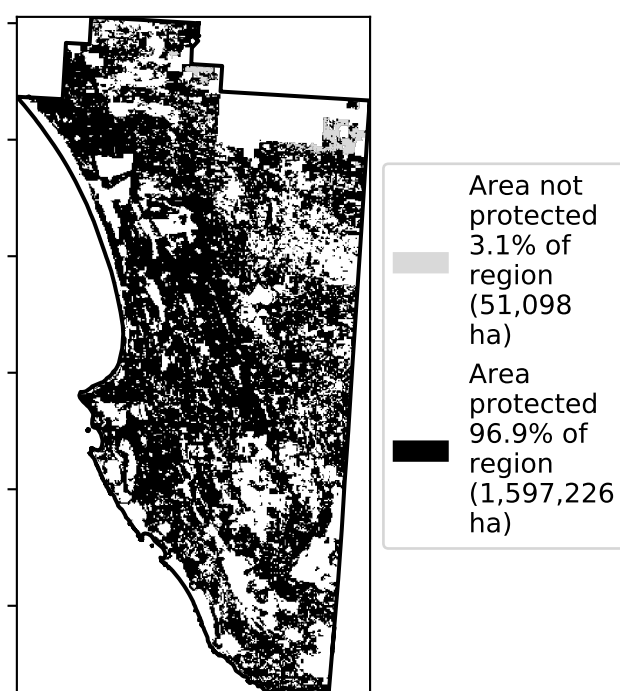 Area not
protected
3.1% of
region
(51,098
ha)
Area
protected
96.9% of
region
(1,597,226
ha)